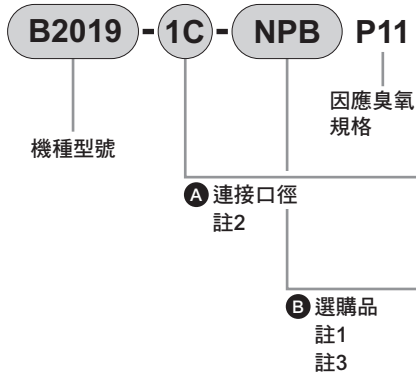 B2019-1C-NPB P11
因應臭氧
規格
機種型號
A 連接口徑
註2
B 選購品
註1
註3